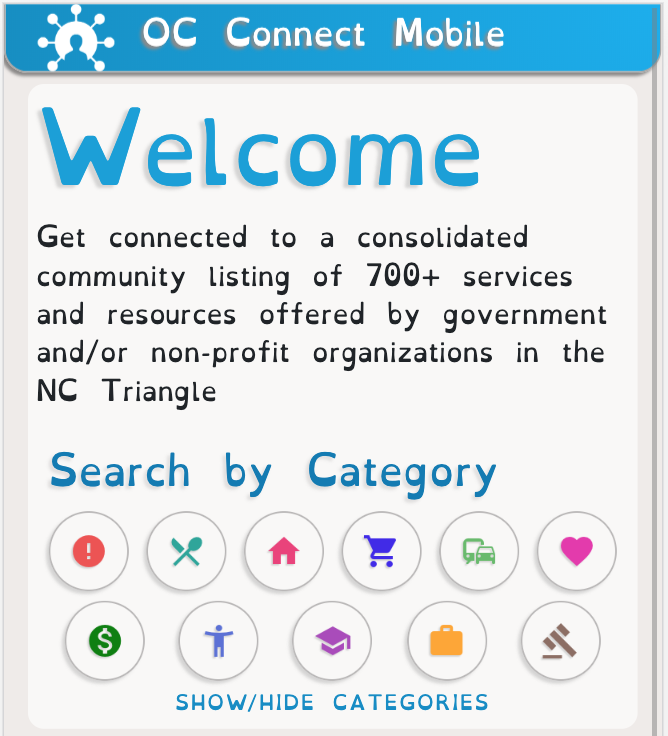 OC Connect Mobile
Welcome
Get connected to a consolidated
community listing of 700+ services
and resources offered by government
and/or non-profit organizations in the
NC Triangle
Search by Category
SHOW/HIDE CATEGORIES